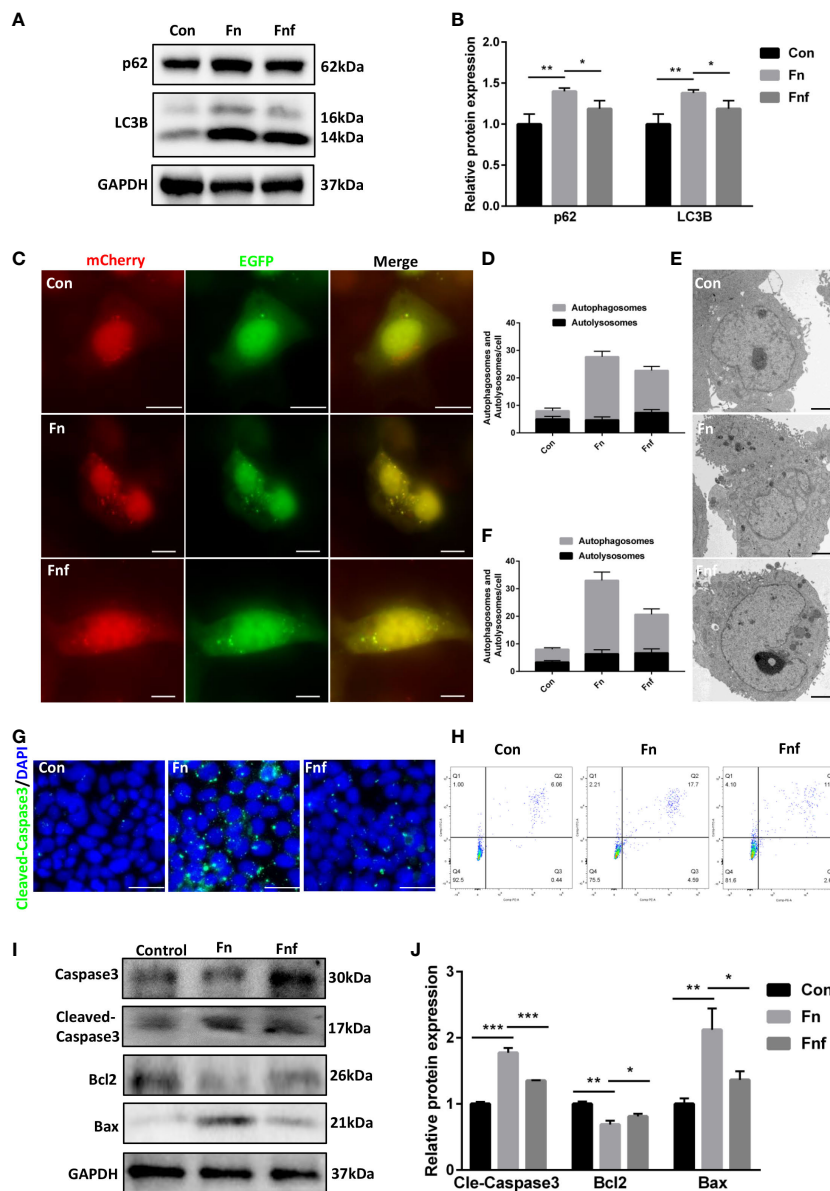 A
Con Fn Fnf
p62
62kDa
LC3B
16kDa
14kDa
GAPDH
37kDa
B
Relative protein expression
2.0
1.5
1.0
0.5
0.0
** * ** *
p62 LC3B
Con
Fn
Fnf
C
mCherry EGFP Merge
Con
Fn
Fnf
D
Autophagosomes
Autolysosomes
Autophagosomes and
Autolysosomes/cell
40
30
20
10
0
Con Fn Fnf
E
Con
Fn
Fnf
F
Autophagosomes
Autolysosomes
Autophagosomes and
Autolysosomes/cell
40
30
20
10
0
Con Fn Fnf
G
Cleaved-Caspase3/DAPI
Con Fn Fnf
H
Con Fn Fnf
Q1 Q2
1.00 6.06
Q4 Q3
92.5 0.44
Q1 Q2
2.21 17.7
Q4 Q3
75.5 4.59
Q1 Q2
4.10
Q4 Q3
81.6
I
Control Fn Fnf
Caspase3
30kDa
Cleaved-
Caspase3
17kDa
Bcl2
26kDa
Bax
21kDa
GAPDH
37kDa
J
Relative protein expression
3
2
1
0
*** *** ** * ** *
Cle-Caspase3 Bcl2 Bax
Con
Fn
Fnf